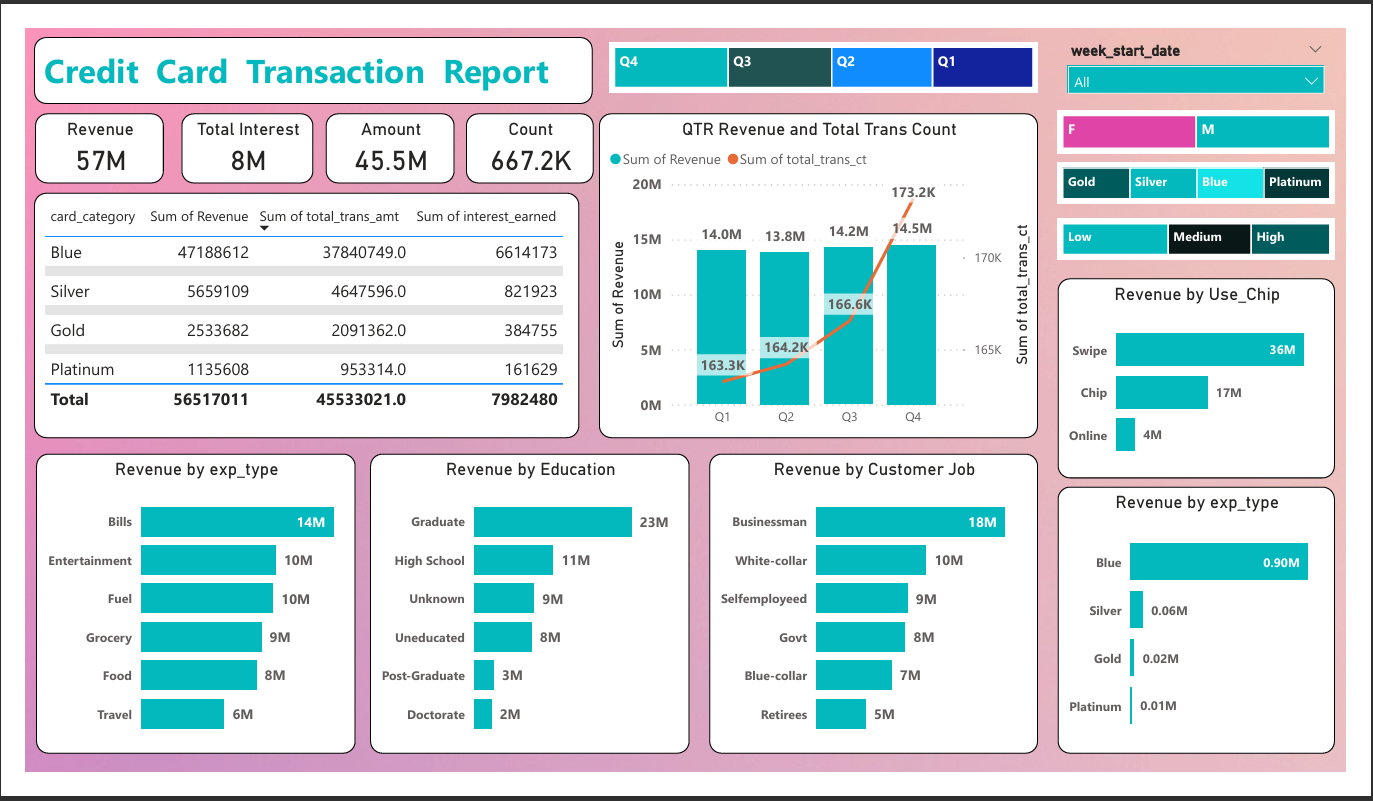 Credit Card Transaction Report
Q4 Q3 Q2 Q1
week_start_date
All
F M
Gold Silver Blue Platinum
Low Medium High
Revenue
57M
Total Interest
8M
Amount
45.5M
Count
667.2K
card_category Sum of Revenue Sum of total_trans_amt Sum of interest_earned
Blue 47188612 37840749.0 6614173
Silver 5659109 4647596.0 821923
Gold 2533682 2091362.0 384755
Platinum 1135608 953314.0 161629
Total 56517011 45533021.0 7982480
QTR Revenue and Total Trans Count
Sum of Revenue Sum of total_trans_ct
Sum of Revenue
20M
15M
10M
5M
0M
173.2K
14.0M 13.8M 14.2M 14.5M
166.6K
164.2K
163.3K
170K
165K
Sum of total_trans_ct
Q1 Q2 Q3 Q4
Revenue by Use_Chip
Swipe 36M
Chip 17M
Online 4M
Revenue by exp_type
Bills 14M
Entertainment 10M
Fuel 10M
Grocery 9M
Food 8M
Travel 6M
Revenue by Education
Graduate 23M
High School 11M
Unknown 9M
Uneducated 8M
Post-Graduate 3M
Doctorate 2M
Revenue by Customer Job
Businessman 18M
White-collar 10M
Selfemployeed 9M
Govt 8M
Blue-collar 7M
Retirees 5M
Revenue by exp_type
Blue 0.90M
Silver 0.06M
Gold 0.02M
Platinum 0.01M